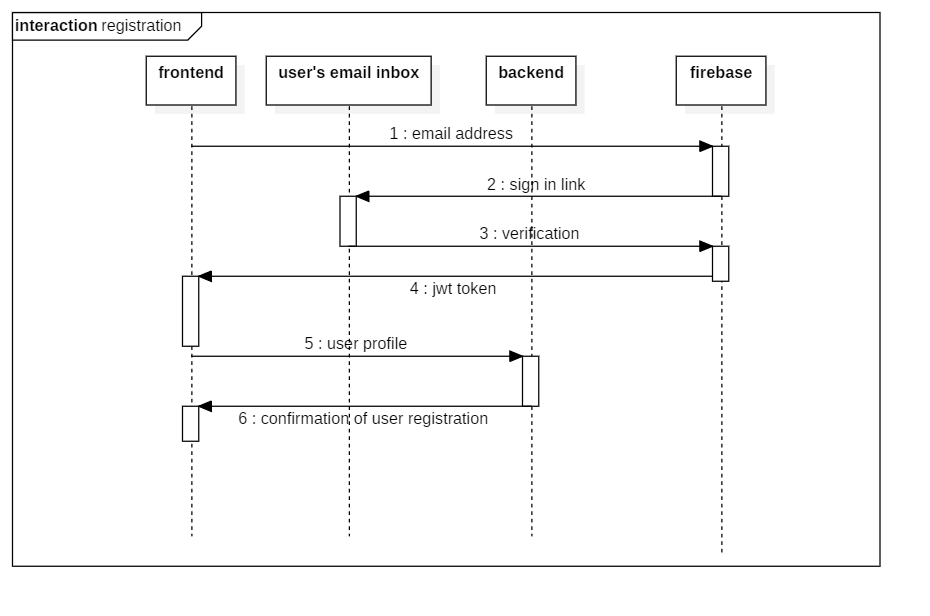 interaction registration
frontend
user's email inbox
backend
firebase
1 : email address
2 : sign in link
3 : verification
4 : jwt token
5 : user profile
6 : confirmation of user registration